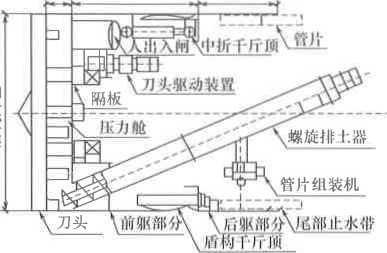 人出入闸
中折千斤顶
管片
刀头驱动装置
隔板
压力舱
螺旋排土器
管片组装机
刀头
前躯部分
后驱部分
尾部止水带
盾构千斤顶